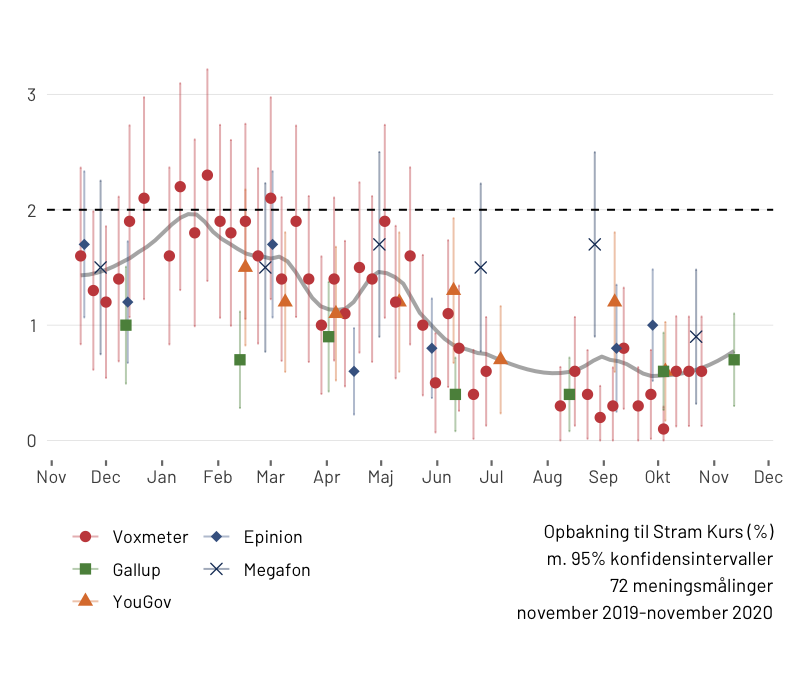 3
2
1
0
Nov Dec Jan Feb Mar Apr Maj Jun Jul Aug Sep Okt Nov Dec
Voxmeter Epinion
Gallup Megafon
YouGov
Opbakning til Stram Kurs (%)
m. 95% konfidensintervaller
72 meningsmålinger
november 2019-november 2020